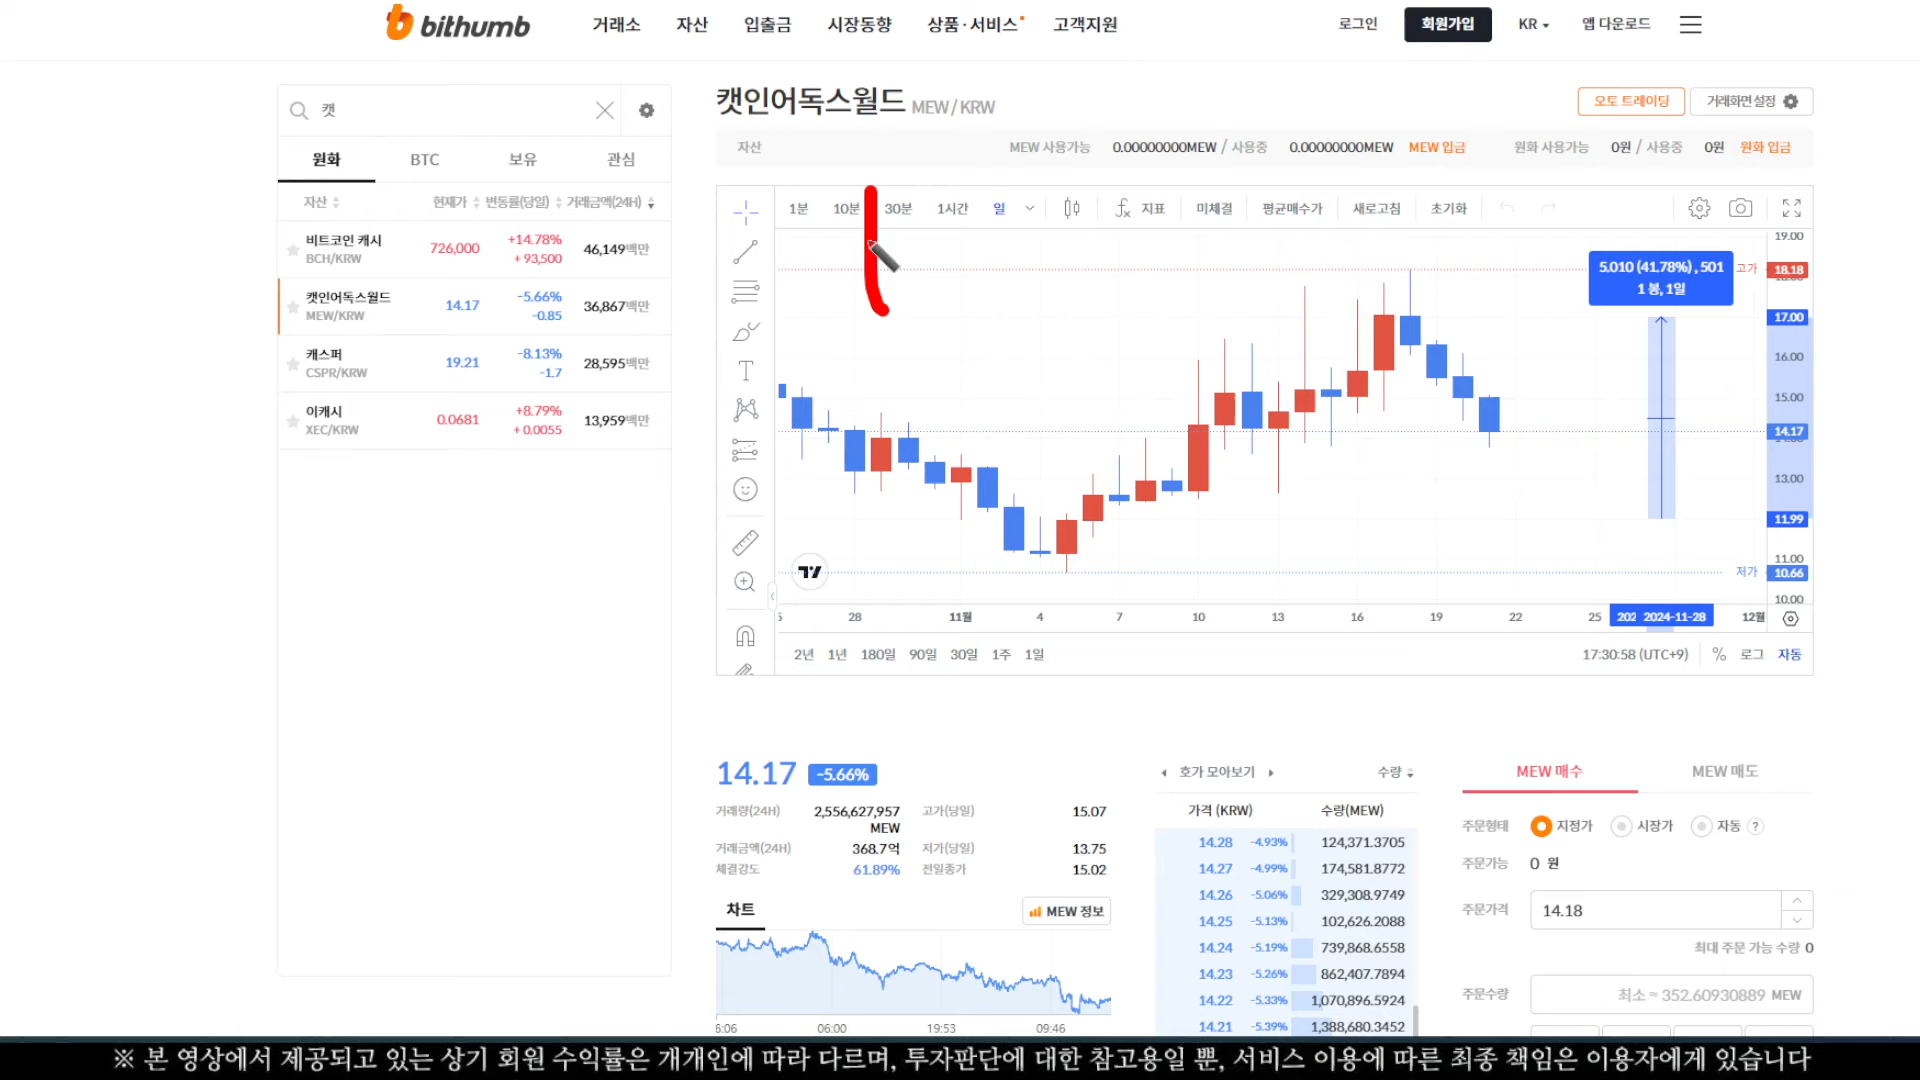 bithumb
거래소 자산 입출금 시장동향 상품·서비스 고객지원
로그인 회원가입 KR 앱 다운로드
캣
원화 BTC 보유 관심
자산 현재가 변동률(당일) 거래금액(24H)
비트코인 캐시 726,000 +14.78% 46,149백만
BCH/KRW +93,500
캣인어독스월드 14.17 -5.66% 36,867백만
MEW/KRW -0.85
캐스퍼 19.21 -8.13% 28,595백만
CSPR/KRW -1.7
이캐시 0.0681 +8.79% 13,959백만
XEC/KRW +0.0055
캣인어독스월드 MEW/KRW
오토 트레이딩 거래화면 설정
자산 MEW 사용가능 0.00000000MEW / 사용중 0.00000000MEW MEW 입금 원화 사용가능 0원 / 사용중 0원 원화 입금
1분 10분 30분 1시간 일 지표 미체결 평균매수가 새로고침 초기화
19.00
5.010 (41.78%) , 501
1 봉, 1일
고가 18.18
17.00
16.00
15.00
14.17
13.00
11.99
11.00
저가 10.66
10.00
28 11월 4 7 10 13 16 19 22 25 202 2024-11-28 12월
2년 1년 180일 90일 30일 1주 1일
17:30:58 (UTC+9) % 로그 자동
14.17 -5.66%
거래량(24H) 2,556,627,957 MEW 고가(당일) 15.07
거래금액(24H) 368.7억 저가(당일) 13.75
체결강도 61.89% 전일종가 15.02
차트 MEW 정보
06:00 19:53 09:46
호가 모아보기 수량
가격 (KRW) 수량(MEW)
14.28 -4.93% 124,371.3705
14.27 -4.99% 174,581.8772
14.26 -5.06% 329,308.9749
14.25 -5.13% 102,626.2088
14.24 -5.19% 739,868.6558
14.23 -5.26% 862,407.7894
14.22 -5.33% 1,070,896.5924
14.21 -5.39% 1,388,680.3452
MEW 매수 MEW 매도
주문형태 지정가 시장가 자동 ?
주문가능 0 원
주문가격 14.18
최대 주문 가능 수량 0
주문수량 최소 ≈ 352.60930889 MEW
※ 본 영상에서 제공되고 있는 상기 회원 수익률은 개개인에 따라 다르며, 투자판단에 대한 참고용일 뿐, 서비스 이용에 따른 최종 책임은 이용자에게 있습니다